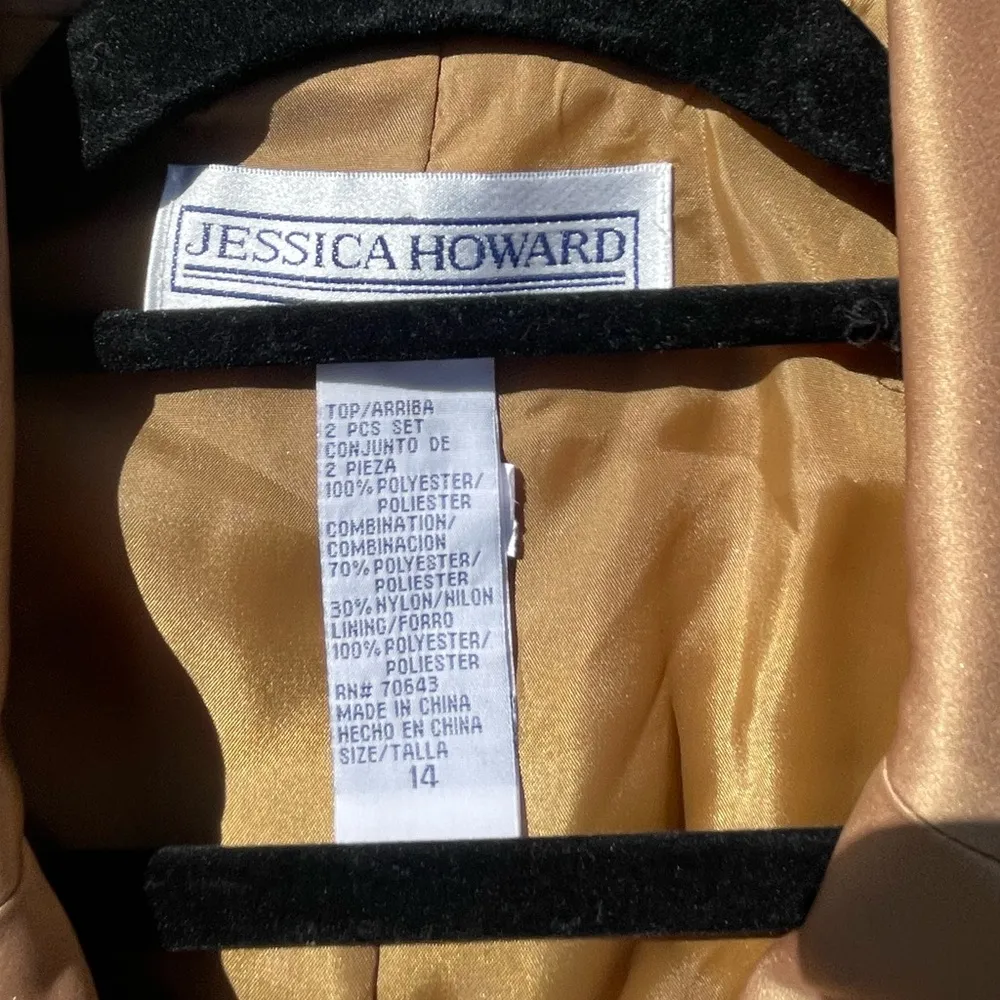 JESSICA HOWARD
TOP/ARRIBA
2 PCS SET
CONJUNTO DE
2 PIEZA
100% POLYESTER/
POLIESTER
COMBINATION/
COMBINACION
70% POLYESTER/
POLIESTER
30% NYLON/NILON
LINING/FORRO
100% POLYESTER/
POLIESTER
RN# 70643
MADE IN CHINA
HECHO EN CHINA
SIZE/TALLA
14